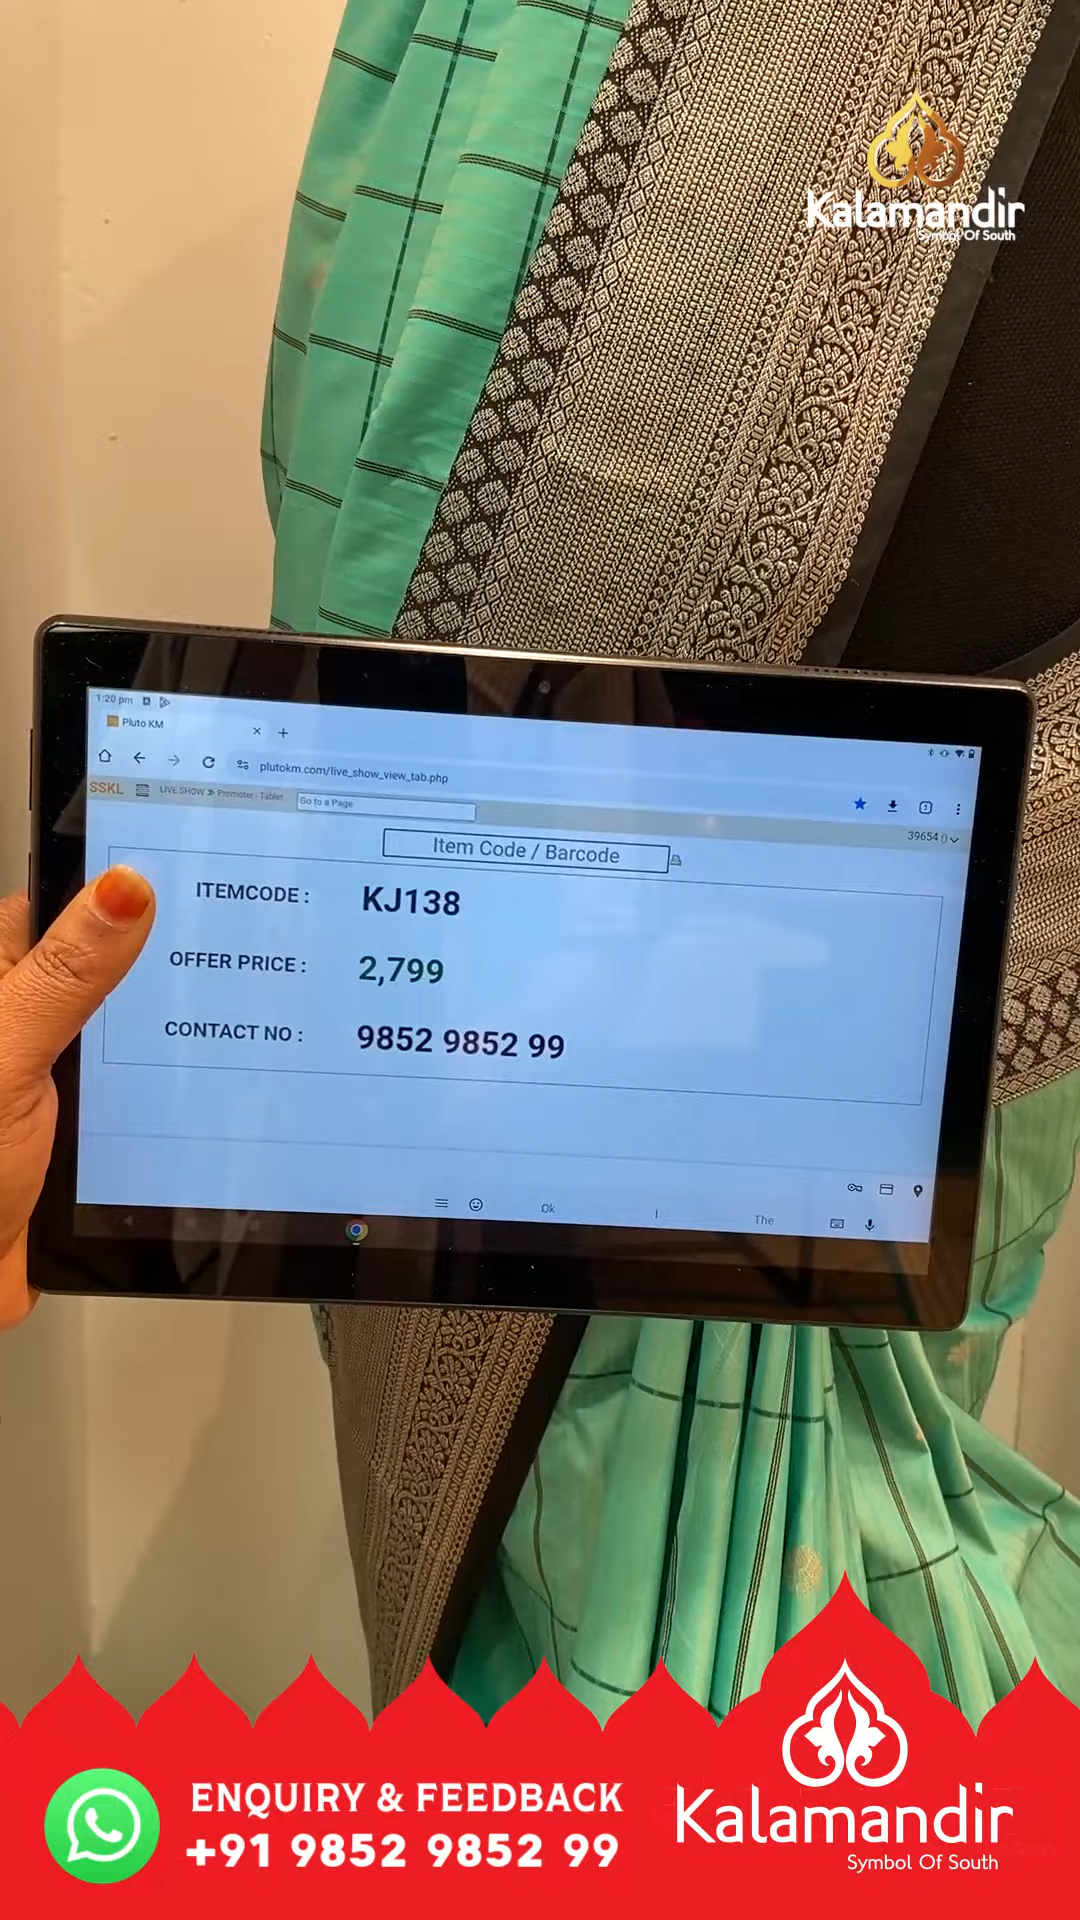 Kalamandir
Symbol Of South
1:20 pm
Pluto KM
plutokm.com/live_show_view_tab.php
SSKL
LIVE SHOW ≫ Promoter - Tablet
Go to a Page
39654 ()
Item Code / Barcode
ITEMCODE : KJ138
OFFER PRICE : 2,799
CONTACT NO : 9852 9852 99
Ok
I
The
ENQUIRY & FEEDBACK
+91 9852 9852 99
Kalamandir
Symbol Of South